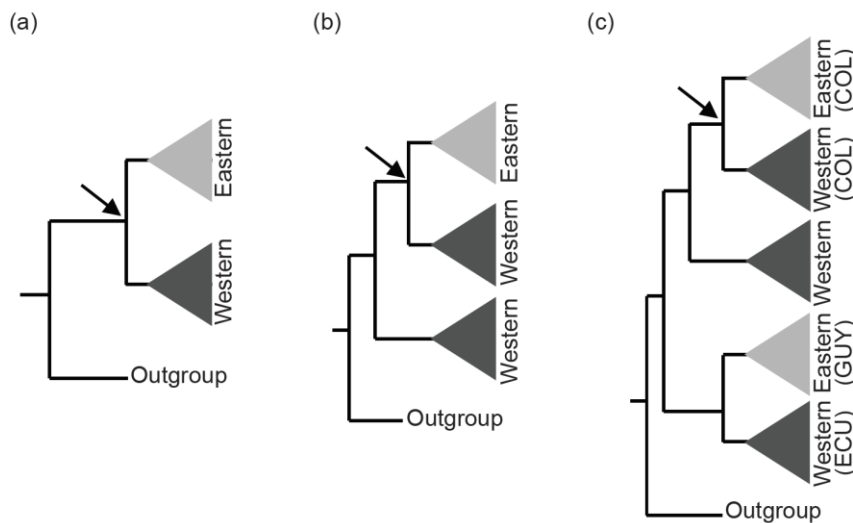 (a)
Eastern
Western
Outgroup
(b)
Eastern
Western
Western
Outgroup
(c)
Eastern
(COL)
Western
(COL)
Western
Eastern
(GUY)
Western
(ECU)
Outgroup